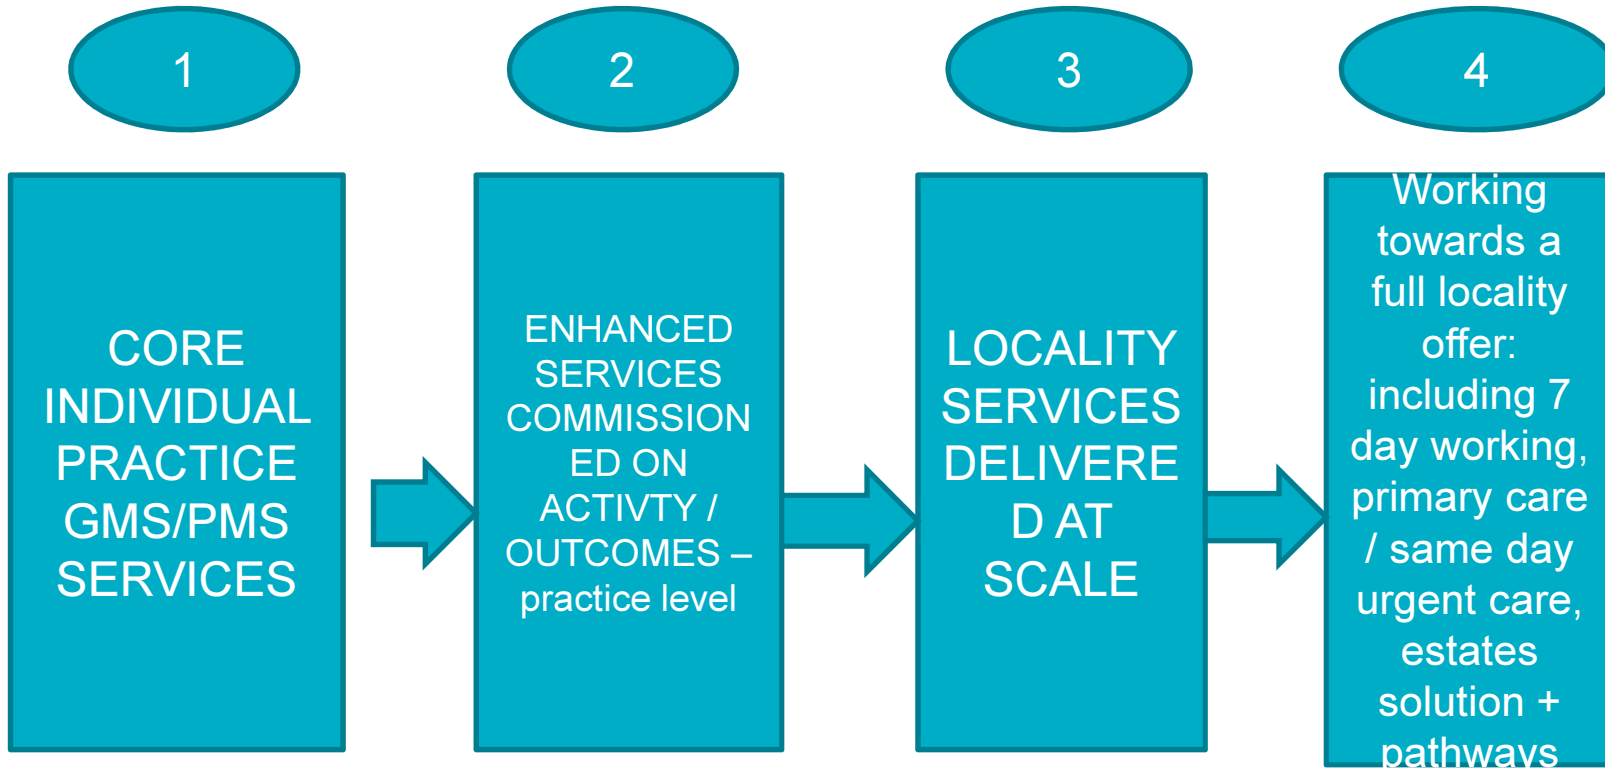 1
2
3
4
CORE
INDIVIDUAL
PRACTICE
GMS/PMS
SERVICES
ENHANCED
SERVICES
COMMISSION
ED ON
ACTIVTY /
OUTCOMES –
practice level
LOCALITY
SERVICES
DELIVERE
D AT
SCALE
Working
towards a
full locality
offer:
including 7
day working,
primary care
/ same day
urgent care,
estates
solution +
pathways